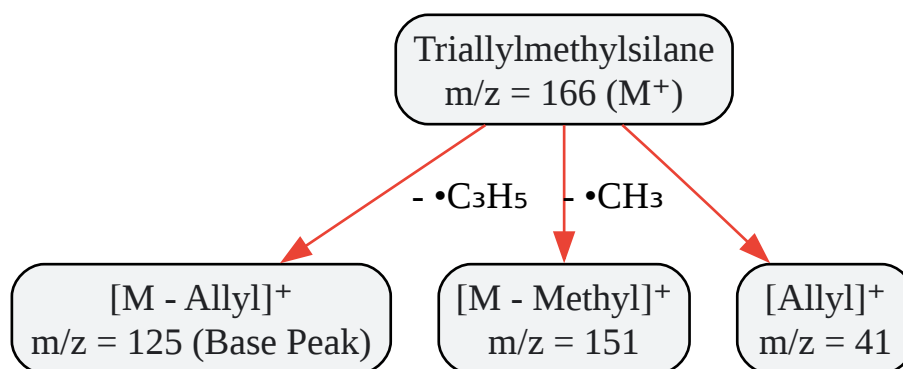 Triallylmethylsilane
m/z = 166 (M⁺)
- •C₃H₅
- •CH₃
[M - Allyl]⁺
m/z = 125 (Base Peak)
[M - Methyl]⁺
m/z = 151
[Allyl]⁺
m/z = 41